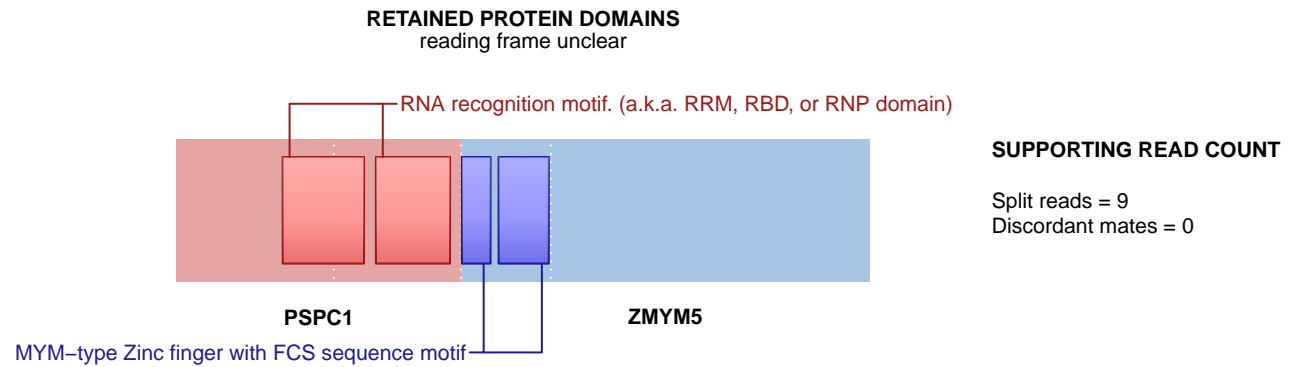 RETAINED PROTEIN DOMAINS
reading frame unclear
RNA recognition motif. (a.k.a. RRM, RBD, or RNP domain)
SUPPORTING READ COUNT
Split reads = 9
Discordant mates = 0
PSPC1
ZMYM5
MYM−type Zinc finger with FCS sequence motif